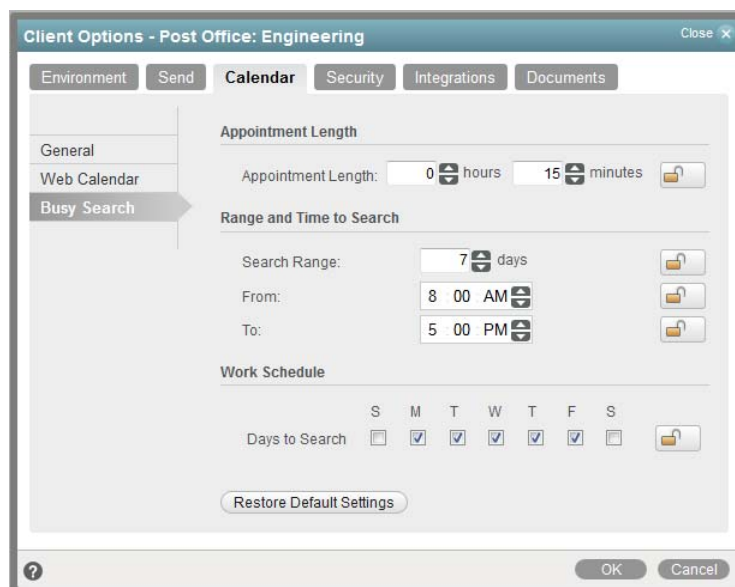 Client Options - Post Office: Engineering Close
Environment Send Calendar Security Integrations Documents
General
Web Calendar
Busy Search
Appointment Length
Appointment Length: 0 hours 15 minutes
Range and Time to Search
Search Range: 7 days
From: 8 00 AM
To: 5 00 PM
Work Schedule
S M T W T F S
Days to Search
Restore Default Settings
? OK Cancel